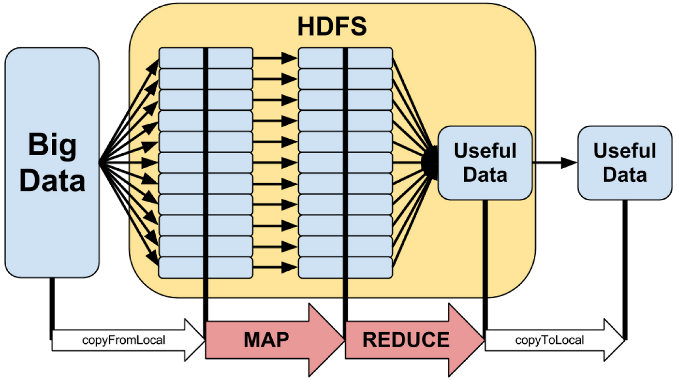 HDFS
Big
Data
Useful
Data
Useful
Data
copyFromLocal
MAP
REDUCE
copyToLocal